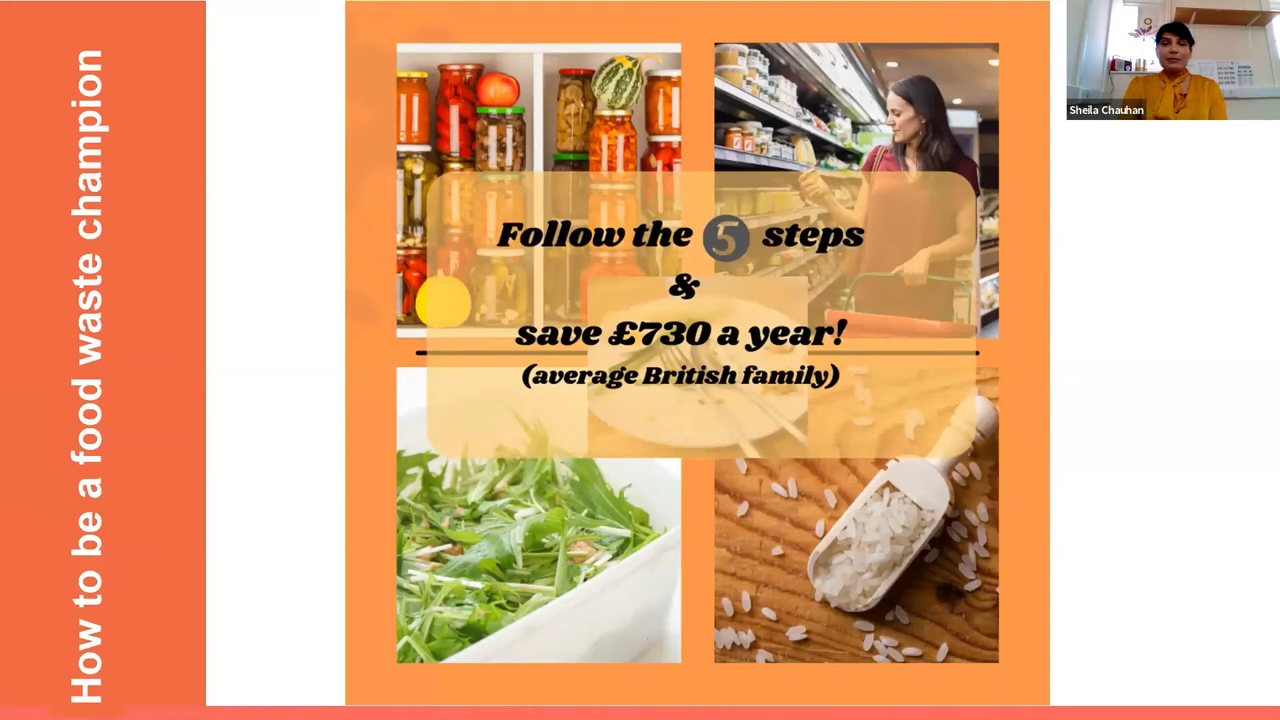 How to be a food waste champion
Follow the 5 steps
&
save £730 a year!
(average British family)
Sheila Chauhan